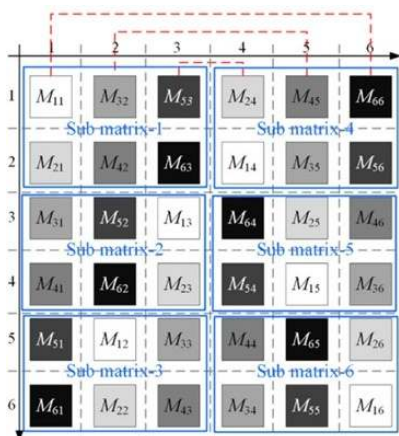 1 2 3 4 5 6
1 M11 M32 M53 M24 M45 M66
Sub matrix-1 Sub matrix-4
2 M21 M42 M63 M14 M35 M56
3 M31 M52 M13 M64 M25 M46
Sub matrix-2 Sub matrix-5
4 M41 M62 M23 M54 M15 M36
5 M51 M12 M33 M44 M65 M26
Sub matrix-3 Sub matrix-6
6 M61 M22 M43 M34 M55 M16